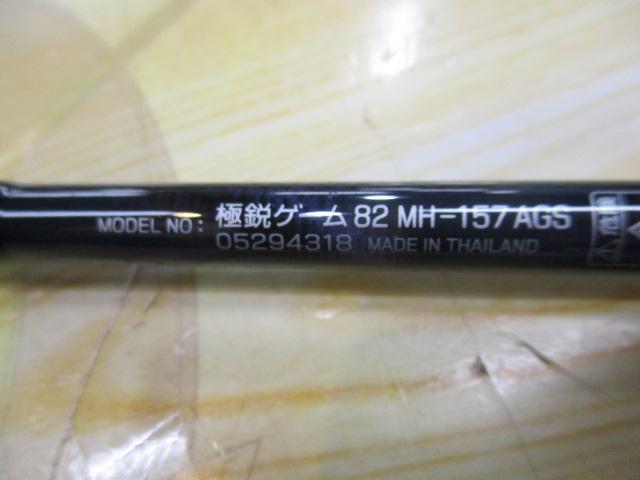 MODEL NO: 極鋭ゲーム 82 MH-157 AGS
05294318 MADE IN THAILAND